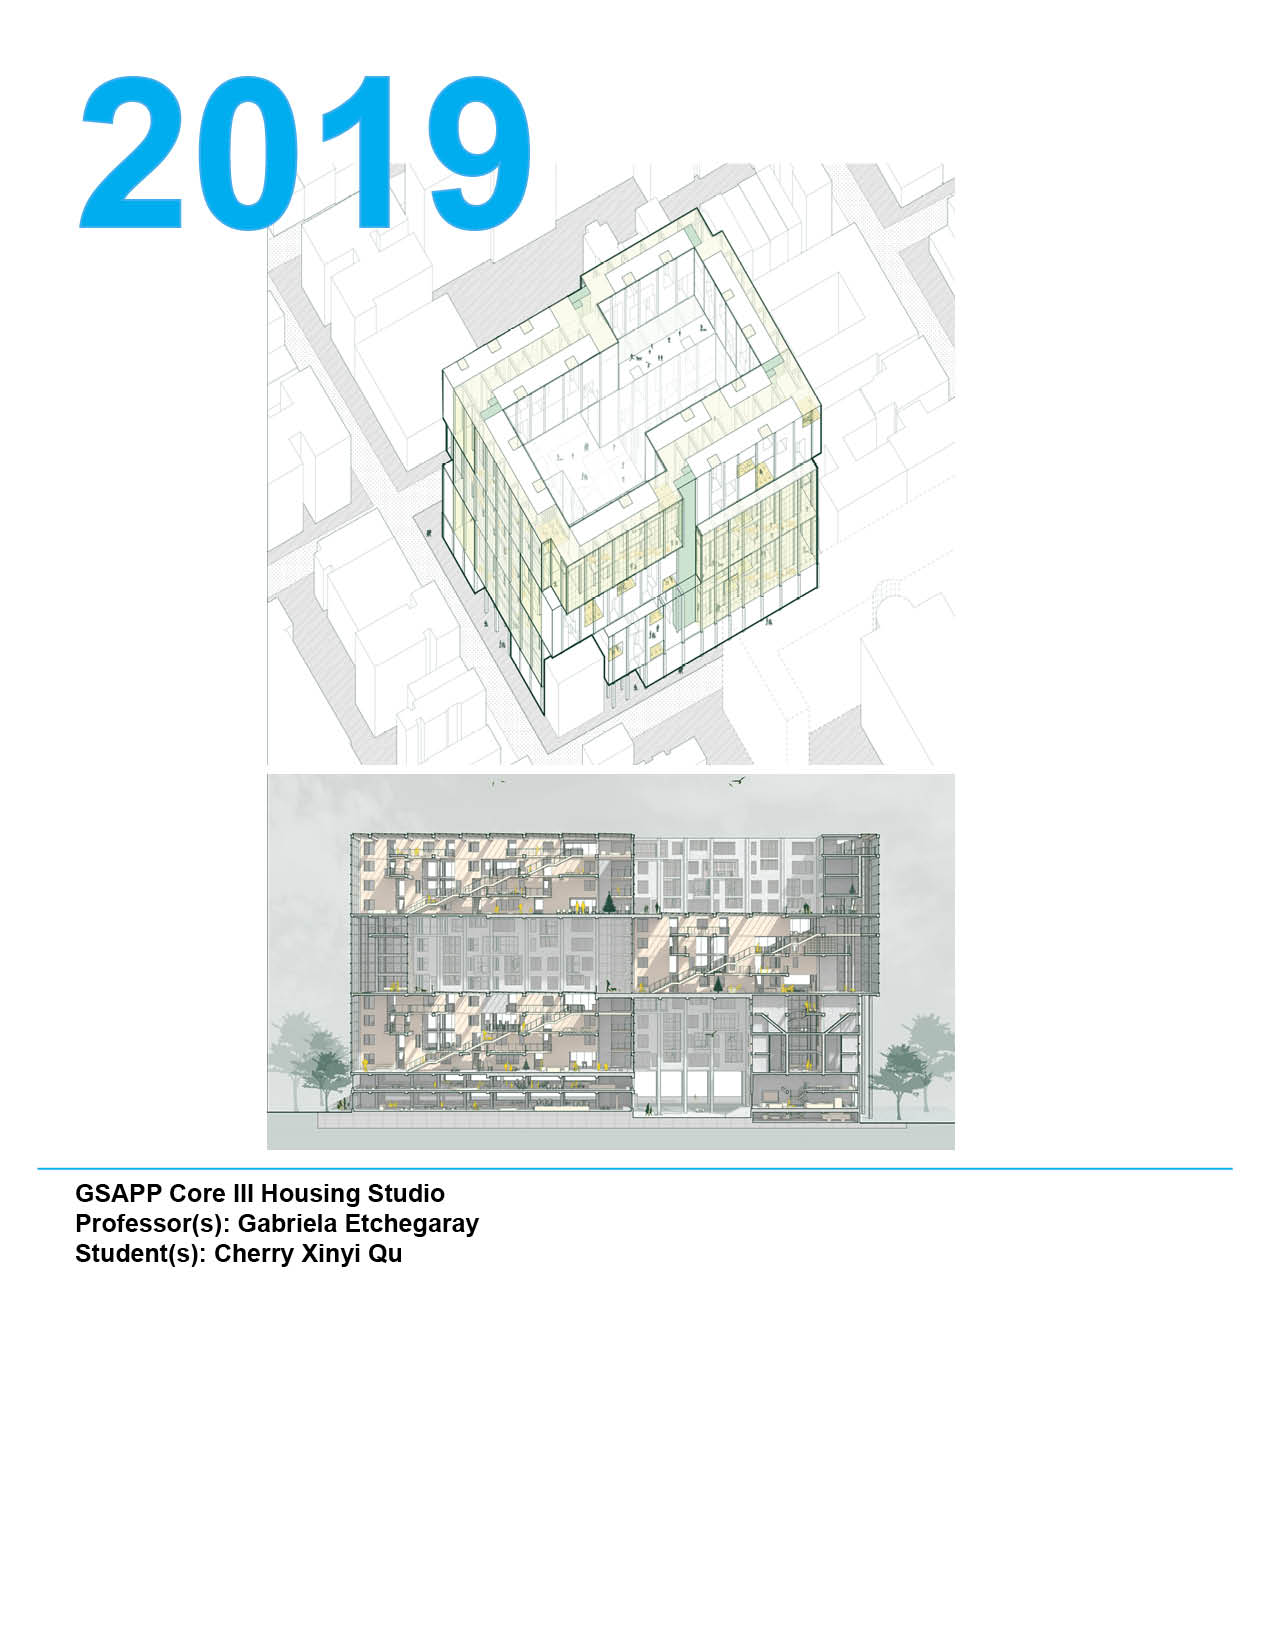 2019
GSAPP Core III Housing Studio
Professor(s): Gabriela Etchegaray
Student(s): Cherry Xinyi Qu